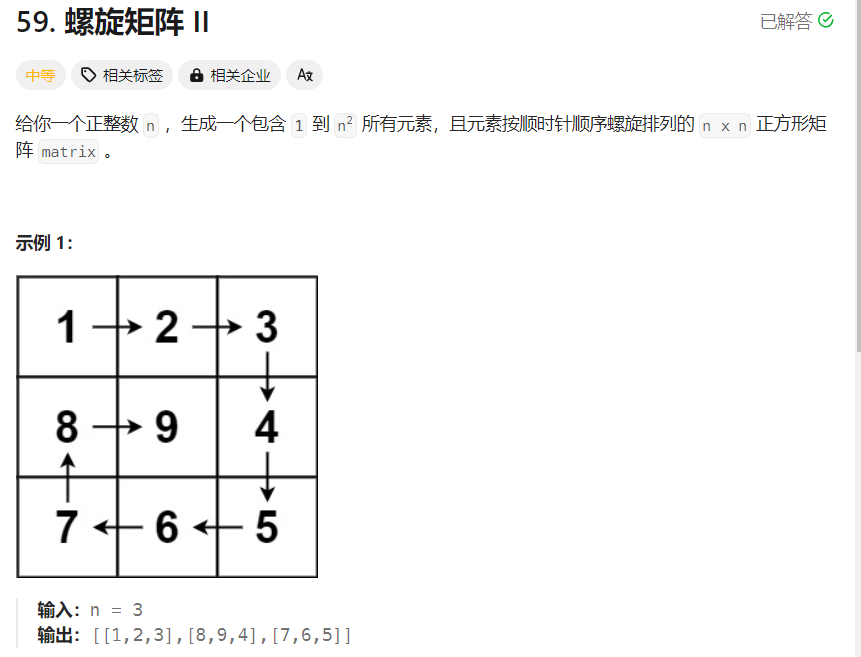 59. 螺旋矩阵 II
已解答
中等 相关标签 相关企业 Aあ
给你一个正整数 n ，生成一个包含 1 到 n² 所有元素，且元素按顺时针顺序螺旋排列的 n x n 正方形矩
阵 matrix 。
示例 1：
1 2 3
8 9 4
7 6 5
输入：n = 3
输出：[[1,2,3],[8,9,4],[7,6,5]]